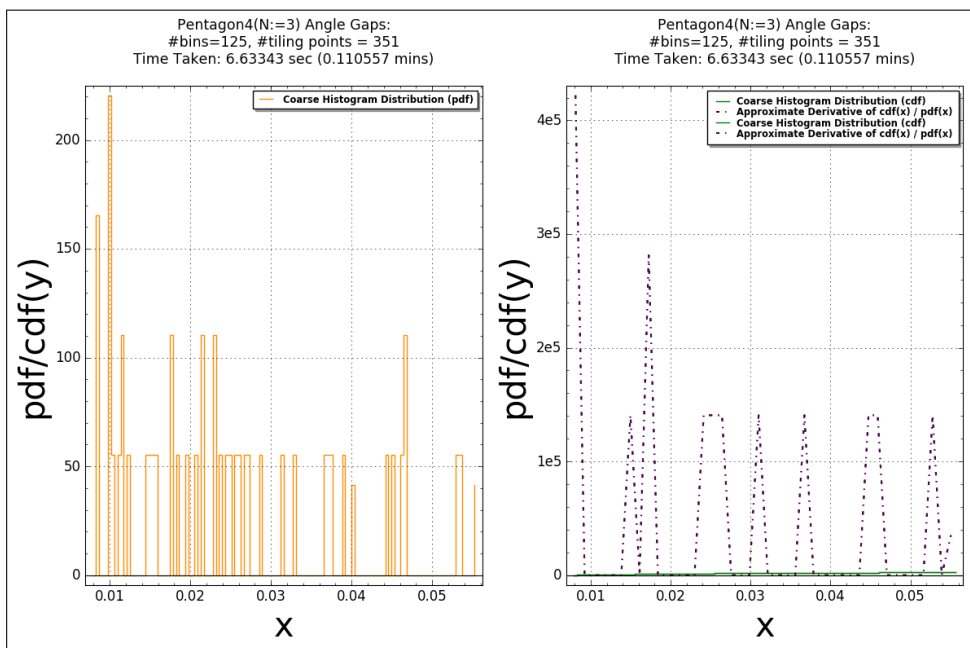 Pentagon4(N:=3) Angle Gaps:
#bins=125, #tiling points = 351
Time Taken: 6.63343 sec (0.110557 mins)
Coarse Histogram Distribution (pdf)
pdf/cdf(y)
200
150
100
50
0
0.01 0.02 0.03 0.04 0.05
x
Pentagon4(N:=3) Angle Gaps:
#bins=125, #tiling points = 351
Time Taken: 6.63343 sec (0.110557 mins)
Coarse Histogram Distribution (cdf)
Approximate Derivative of cdf(x) / pdf(x)
Coarse Histogram Distribution (cdf)
Approximate Derivative of cdf(x) / pdf(x)
pdf/cdf(y)
4e5
3e5
2e5
1e5
0
0.01 0.02 0.03 0.04 0.05
x